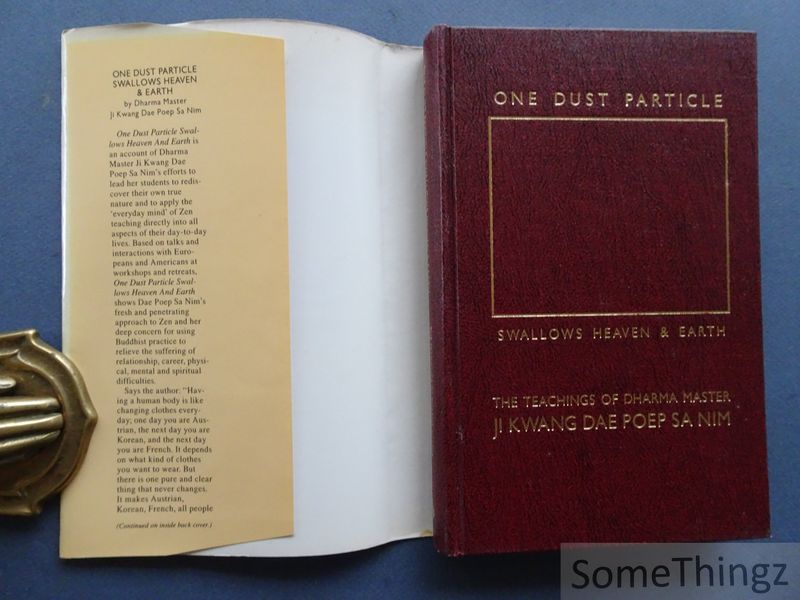 ONE DUST PARTICLE
SWALLOWS HEAVEN
& EARTH
by Dharma Master
Ji Kwang Dae Poep Sa Nim
One Dust Particle Swal-
lows Heaven And Earth is
an account of Dharma
Master Ji Kwang Dae
Poep Sa Nim's efforts to
lead her students to redis-
cover their own true
nature and to apply the
'everyday mind' of Zen
teaching directly into all
aspects of their day-to-day
lives. Based on talks and
interactions with Euro-
peans and Americans at
workshops and retreats,
One Dust Particle Swal-
lows Heaven And Earth
shows Dae Poep Sa Nim's
fresh and penetrating
approach to Zen and her
deep concern for using
Buddhist practice to
relieve the suffering of
relationship, career, physi-
cal, mental and spiritual
difficulties.
Says the author: "Hav-
ing a human body is like
changing clothes every-
day; one day you are Aus-
trian, the next day you are
Korean, and the next day
you are French. It depends
on what kind of clothes
you want to wear. But
there is one pure and clear
thing that never changes.
It makes Austrian,
Korean, French, all people
(Continued on inside back cover.)
ONE DUST PARTICLE
SWALLOWS HEAVEN & EARTH
THE TEACHINGS OF DHARMA MASTER
JI KWANG DAE POEP SA NIM
SomeThingz